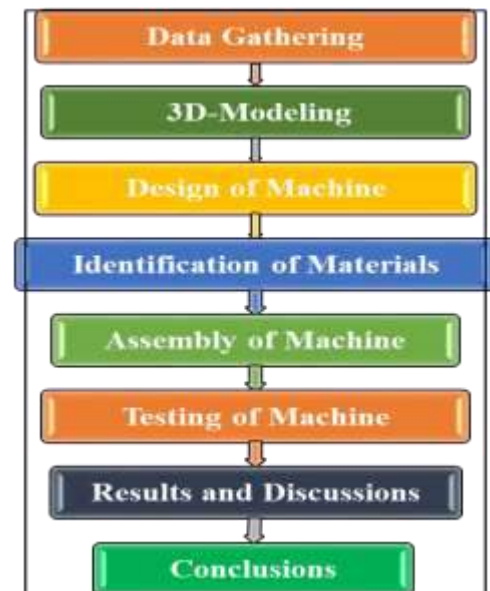 Data Gathering
3D-Modeling
Design of Machine
Identification of Materials
Assembly of Machine
Testing of Machine
Results and Discussions
Conclusions